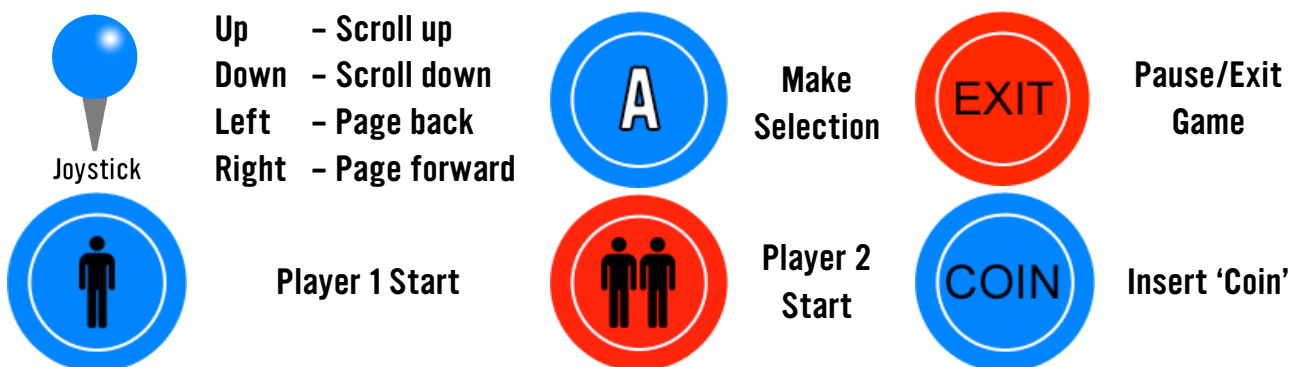 Up – Scroll up
Down – Scroll down
Left – Page back
Right – Page forward
Joystick
A
Make
Selection
EXIT
Pause/Exit
Game
Player 1 Start
Player 2
Start
COIN
Insert ‘Coin’